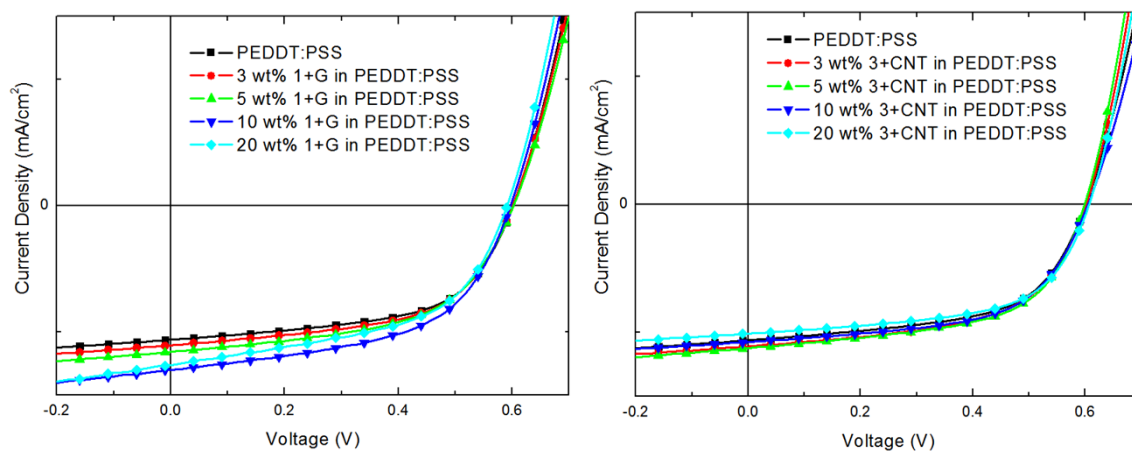 PEDDT:PSS
3 wt% 1+G in PEDDT:PSS
5 wt% 1+G in PEDDT:PSS
10 wt% 1+G in PEDDT:PSS
20 wt% 1+G in PEDDT:PSS
Current Density (mA/cm²)
0
-0.2 0.0 0.2 0.4 0.6
Voltage (V)
PEDDT:PSS
3 wt% 3+CNT in PEDDT:PSS
5 wt% 3+CNT in PEDDT:PSS
10 wt% 3+CNT in PEDDT:PSS
20 wt% 3+CNT in PEDDT:PSS
Current Density (mA/cm²)
0
-0.2 0.0 0.2 0.4 0.6
Voltage (V)